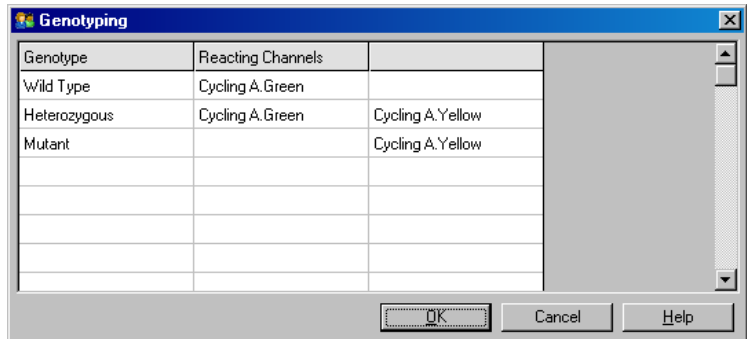 Genotyping
Genotype Reacting Channels
Wild Type Cycling A.Green
Heterozygous Cycling A.Green Cycling A.Yellow
Mutant Cycling A.Yellow
OK Cancel Help